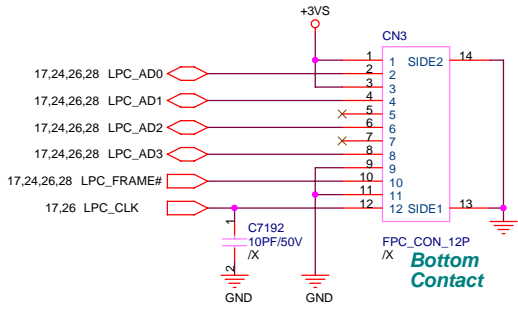 +3VS
CN3
1 1 SIDE2 14
17,24,26,28 LPC_AD0 2 2
3 3
17,24,26,28 LPC_AD1 4 4
5 5
17,24,26,28 LPC_AD2 6 6
7 7
17,24,26,28 LPC_AD3 8 8
9 9
17,24,26,28 LPC_FRAME# 10 10
11 11
17,26 LPC_CLK 12 12 SIDE1 13
1
C7192
10PF/50V
/X
2
FPC_CON_12P
/X
Bottom
Contact
GND
GND